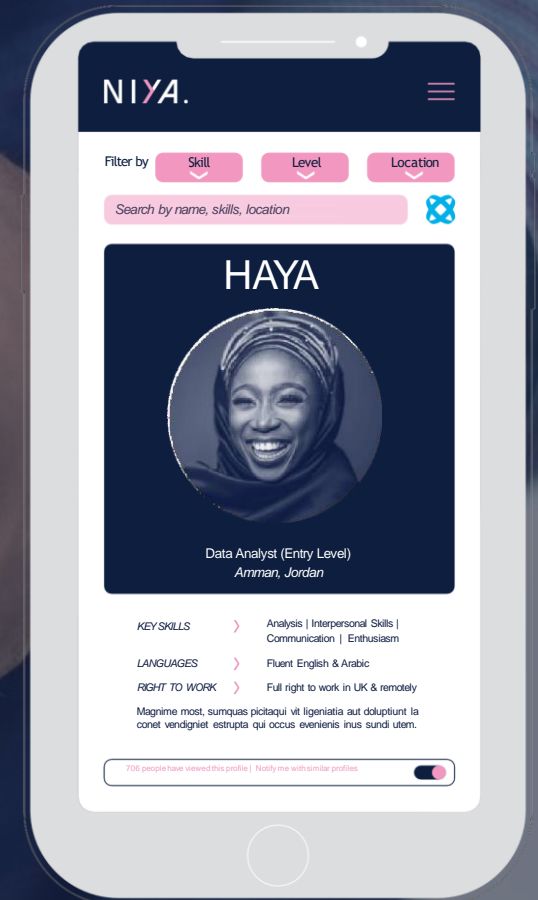 NIYA.
Filter by Skill Level Location
Search by name, skills, location
HAYA
Data Analyst (Entry Level)
Amman, Jordan
KEY SKILLS Analysis | Interpersonal Skills |
Communication | Enthusiasm
LANGUAGES Fluent English & Arabic
RIGHT TO WORK Full right to work in UK & remotely
Magnime most, sumquas picitaqui vit ligeniatia aut doluptiunt la
conet vendigniet estrupta qui occus evenienis inus sundi utem.
706 people have viewed this profile | Notify me with similar profiles